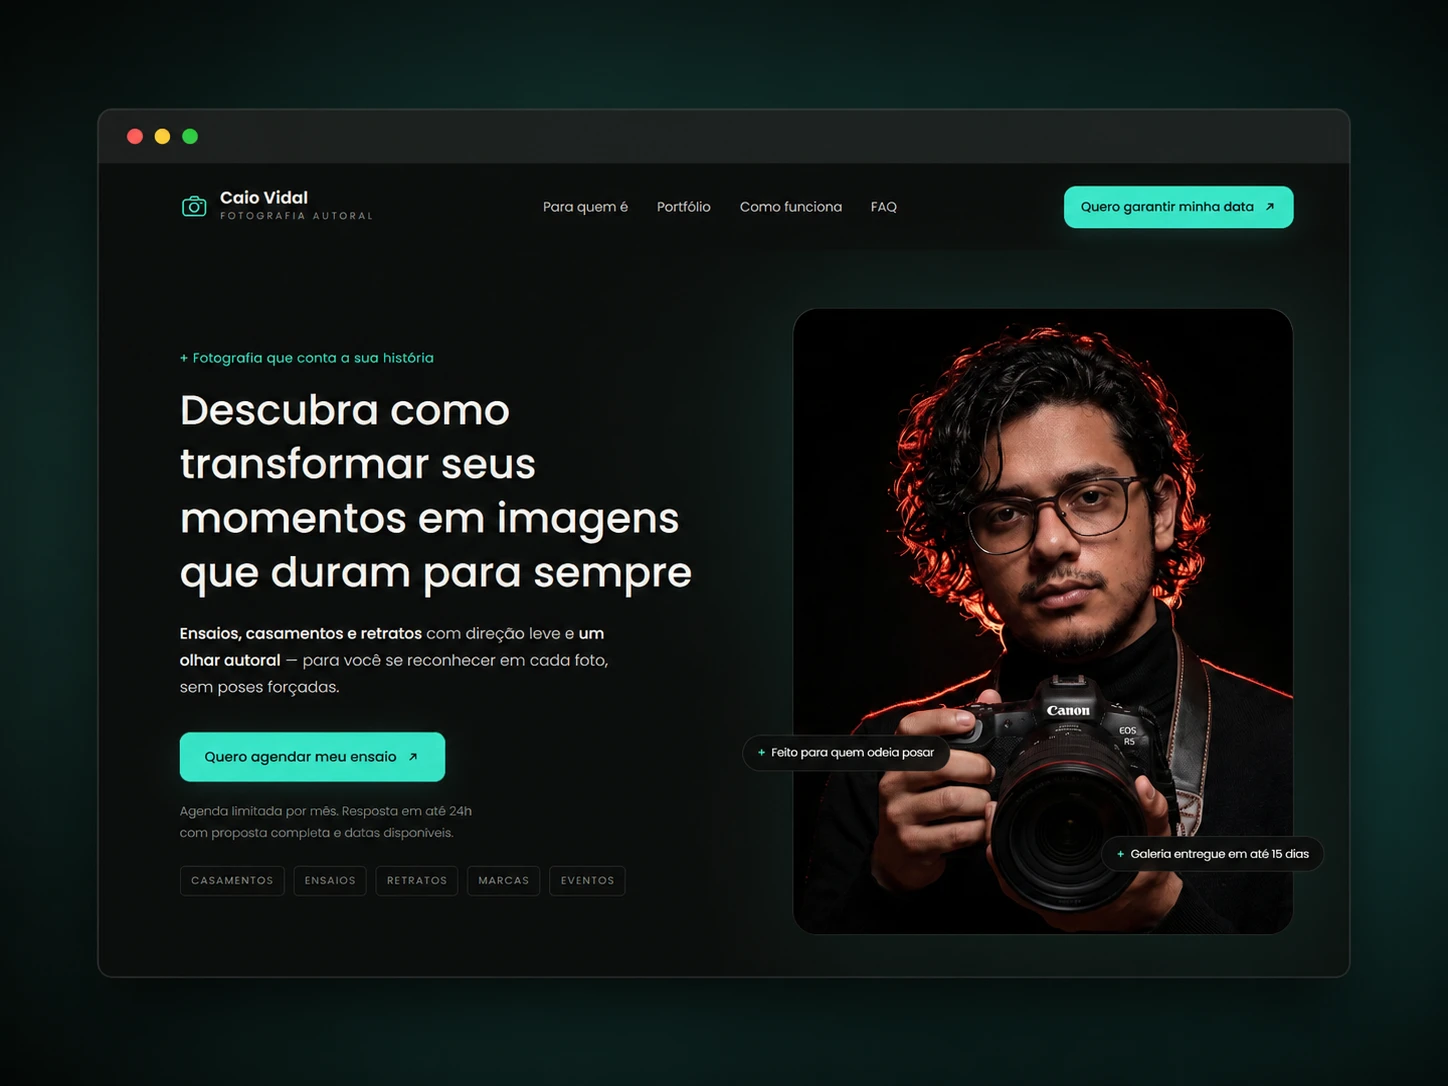 Caio Vidal
FOTOGRAFIA AUTORAL
Para quem é
Portfólio
Como funciona
FAQ
Quero garantir minha data
+ Fotografia que conta a sua história
Descubra como
transformar seus
momentos em imagens
que duram para sempre
Ensaios, casamentos e retratos com direção leve e um
olhar autoral — para você se reconhecer em cada foto,
sem poses forçadas.
Quero agendar meu ensaio
Agenda limitada por mês. Resposta em até 24h
com proposta completa e datas disponíveis.
CASAMENTOS
ENSAIOS
RETRATOS
MARCAS
EVENTOS
Canon
EOS
R5
+ Feito para quem odeia posar
+ Galeria entregue em até 15 dias